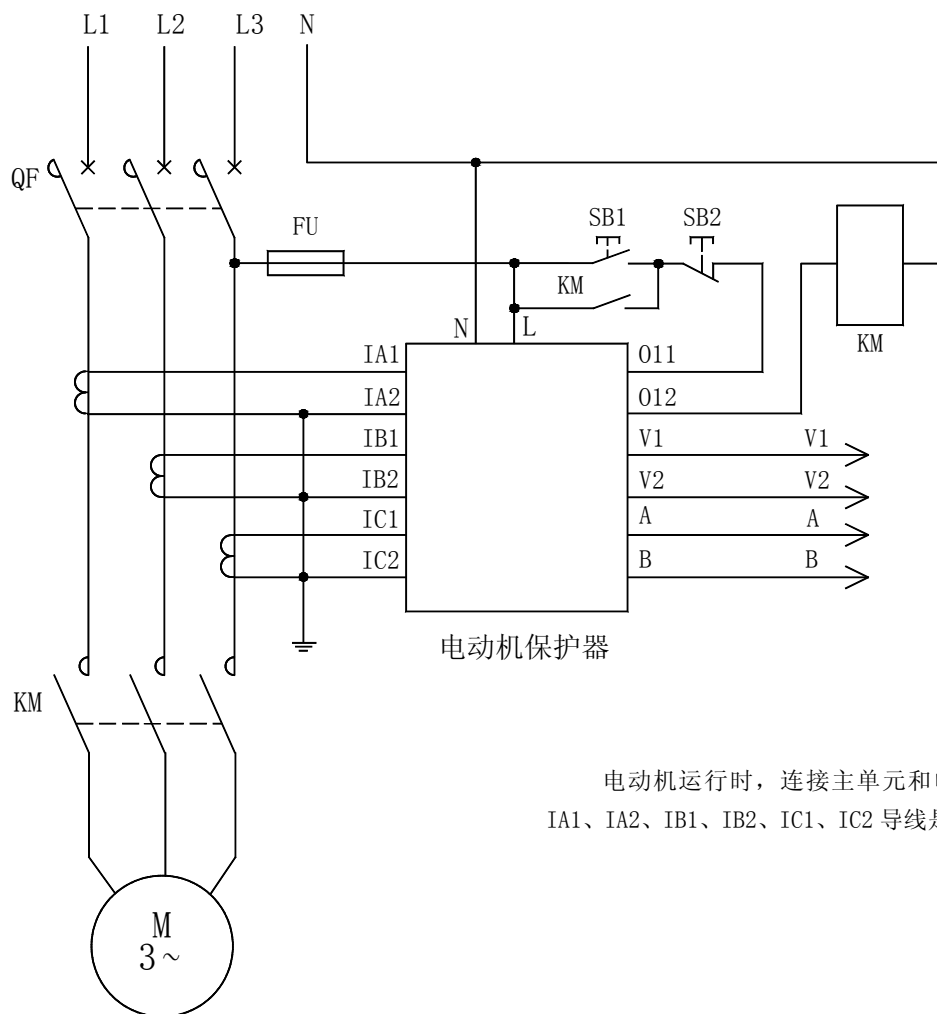 L1 L2 L3 N
QF
FU
SB1 SB2
KM
KM
N L
IA1
IA2
IB1
IB2
IC1
IC2
O11
O12
V1 V1
V2 V2
A A
B B
电动机保护器
KM
电动机运行时，连接主单元和
IA1、IA2、IB1、IB2、IC1、IC2 导线
M
3~